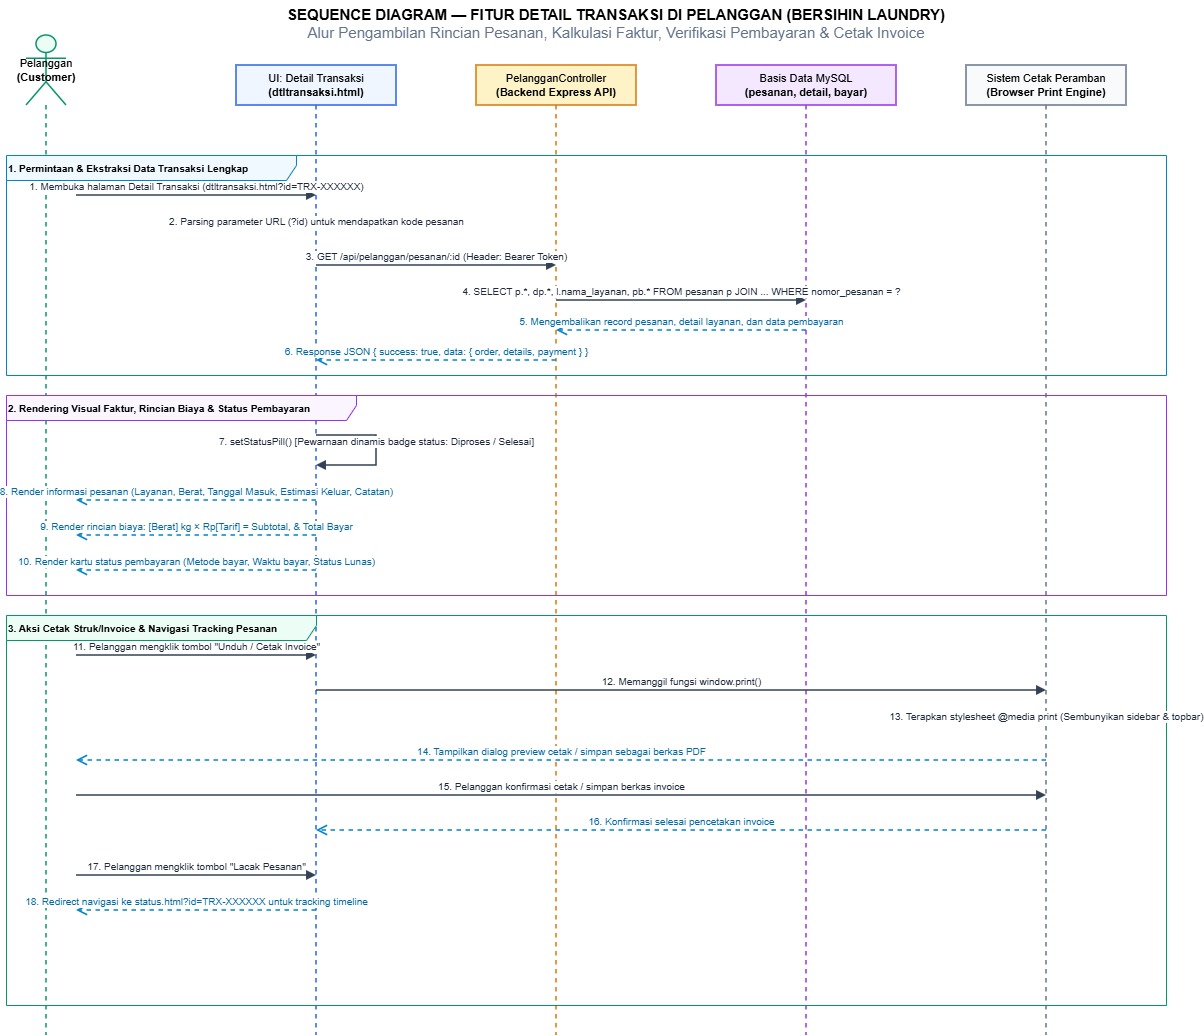 SEQUENCE DIAGRAM — FITUR DETAIL TRANSAKSI DI PELANGGAN (BERSIHIN LAUNDRY)
Alur Pengambilan Rincian Pesanan, Kalkulasi Faktur, Verifikasi Pembayaran & Cetak Invoice
Pelanggan
(Customer)
UI: Detail Transaksi
(dtltransaksi.html)
PelangganController
(Backend Express API)
Basis Data MySQL
(pesanan, detail, bayar)
Sistem Cetak Peramban
(Browser Print Engine)
1. Permintaan & Ekstraksi Data Transaksi Lengkap
1. Membuka halaman Detail Transaksi (dtltransaksi.html?id=TRX-XXXXXX)
2. Parsing parameter URL (?id) untuk mendapatkan kode pesanan
3. GET /api/pelanggan/pesanan/:id (Header: Bearer Token)
4. SELECT p.*, dp.*, l.nama_layanan, pb.* FROM pesanan p JOIN ... WHERE nomor_pesanan = ?
5. Mengembalikan record pesanan, detail layanan, dan data pembayaran
6. Response JSON { success: true, data: { order, details, payment } }
2. Rendering Visual Faktur, Rincian Biaya & Status Pembayaran
7. setStatusPill() [Pewarnaan dinamis badge status: Diproses / Selesai]
8. Render informasi pesanan (Layanan, Berat, Tanggal Masuk, Estimasi Keluar, Catatan)
9. Render rincian biaya: [Berat] kg × Rp[Tarif] = Subtotal, & Total Bayar
10. Render kartu status pembayaran (Metode bayar, Waktu bayar, Status Lunas)
3. Aksi Cetak Struk/Invoice & Navigasi Tracking Pesanan
11. Pelanggan mengklik tombol "Unduh / Cetak Invoice"
12. Memanggil fungsi window.print()
13. Terapkan stylesheet @media print (Sembunyikan sidebar & topbar)
14. Tampilkan dialog preview cetak / simpan sebagai berkas PDF
15. Pelanggan konfirmasi cetak / simpan berkas invoice
16. Konfirmasi selesai pencetakan invoice
17. Pelanggan mengklik tombol "Lacak Pesanan"
18. Redirect navigasi ke status.html?id=TRX-XXXXXX untuk tracking timeline